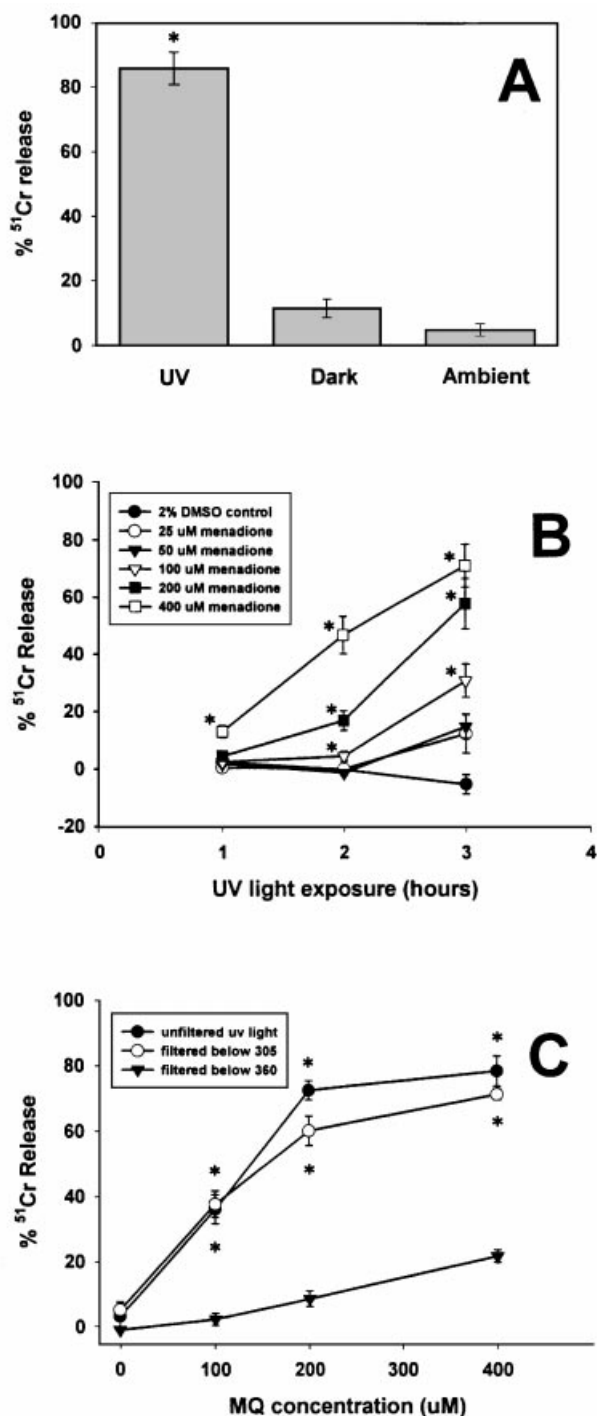 A
100
80
60
40
20
0
% ⁵¹Cr release
*
UV
Dark
Ambient
B
100
80
60
40
20
0
-20
% ⁵¹Cr Release
2% DMSO control
25 uM menadione
50 uM menadione
100 uM menadione
200 uM menadione
400 uM menadione
* * *
* *
* *
0 1 2 3 4
UV light exposure (hours)
C
100
80
60
40
20
0
% ⁵¹Cr Release
unfiltered uv light
filtered below 305
filtered below 360
* * *
* * *
0 100 200 300 400
MQ concentration (uM)